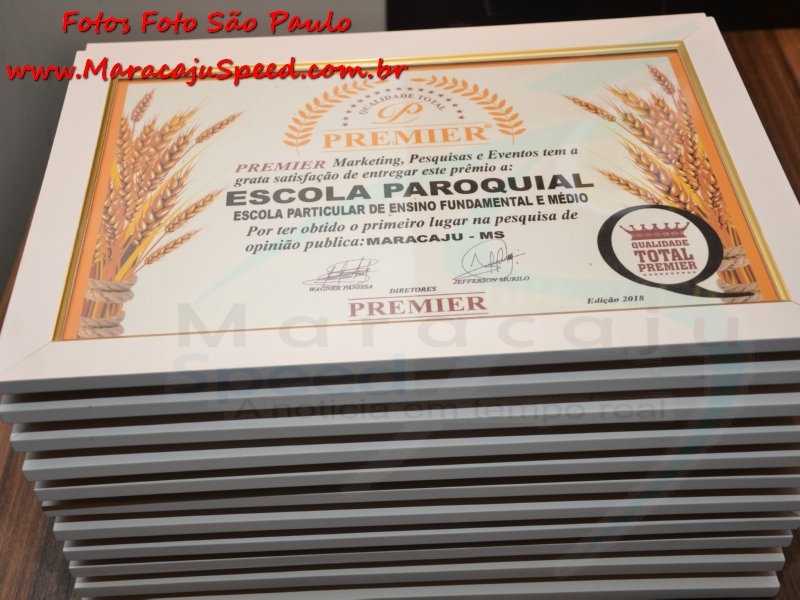 Fotos Foto São Paulo
www.MaracajuSpeed.com.br
QUALIDADE TOTAL
P
PREMIER
PREMIER Marketing, Pesquisas e Eventos tem a
grata satisfação de entregar este prêmio a:
ESCOLA PAROQUIAL
ESCOLA PARTICULAR DE ENSINO FUNDAMENTAL E MÉDIO
Por ter obtido o primeiro lugar na pesquisa de
opinião publica: MARACAJU - MS
QUALIDADE
TOTAL
PREMIER
WAGNER PANISSA
DIRETORES
JEFFERSON MURILO
PREMIER
Edição 2018
Maracaju
Speed
A notícia em tempo real